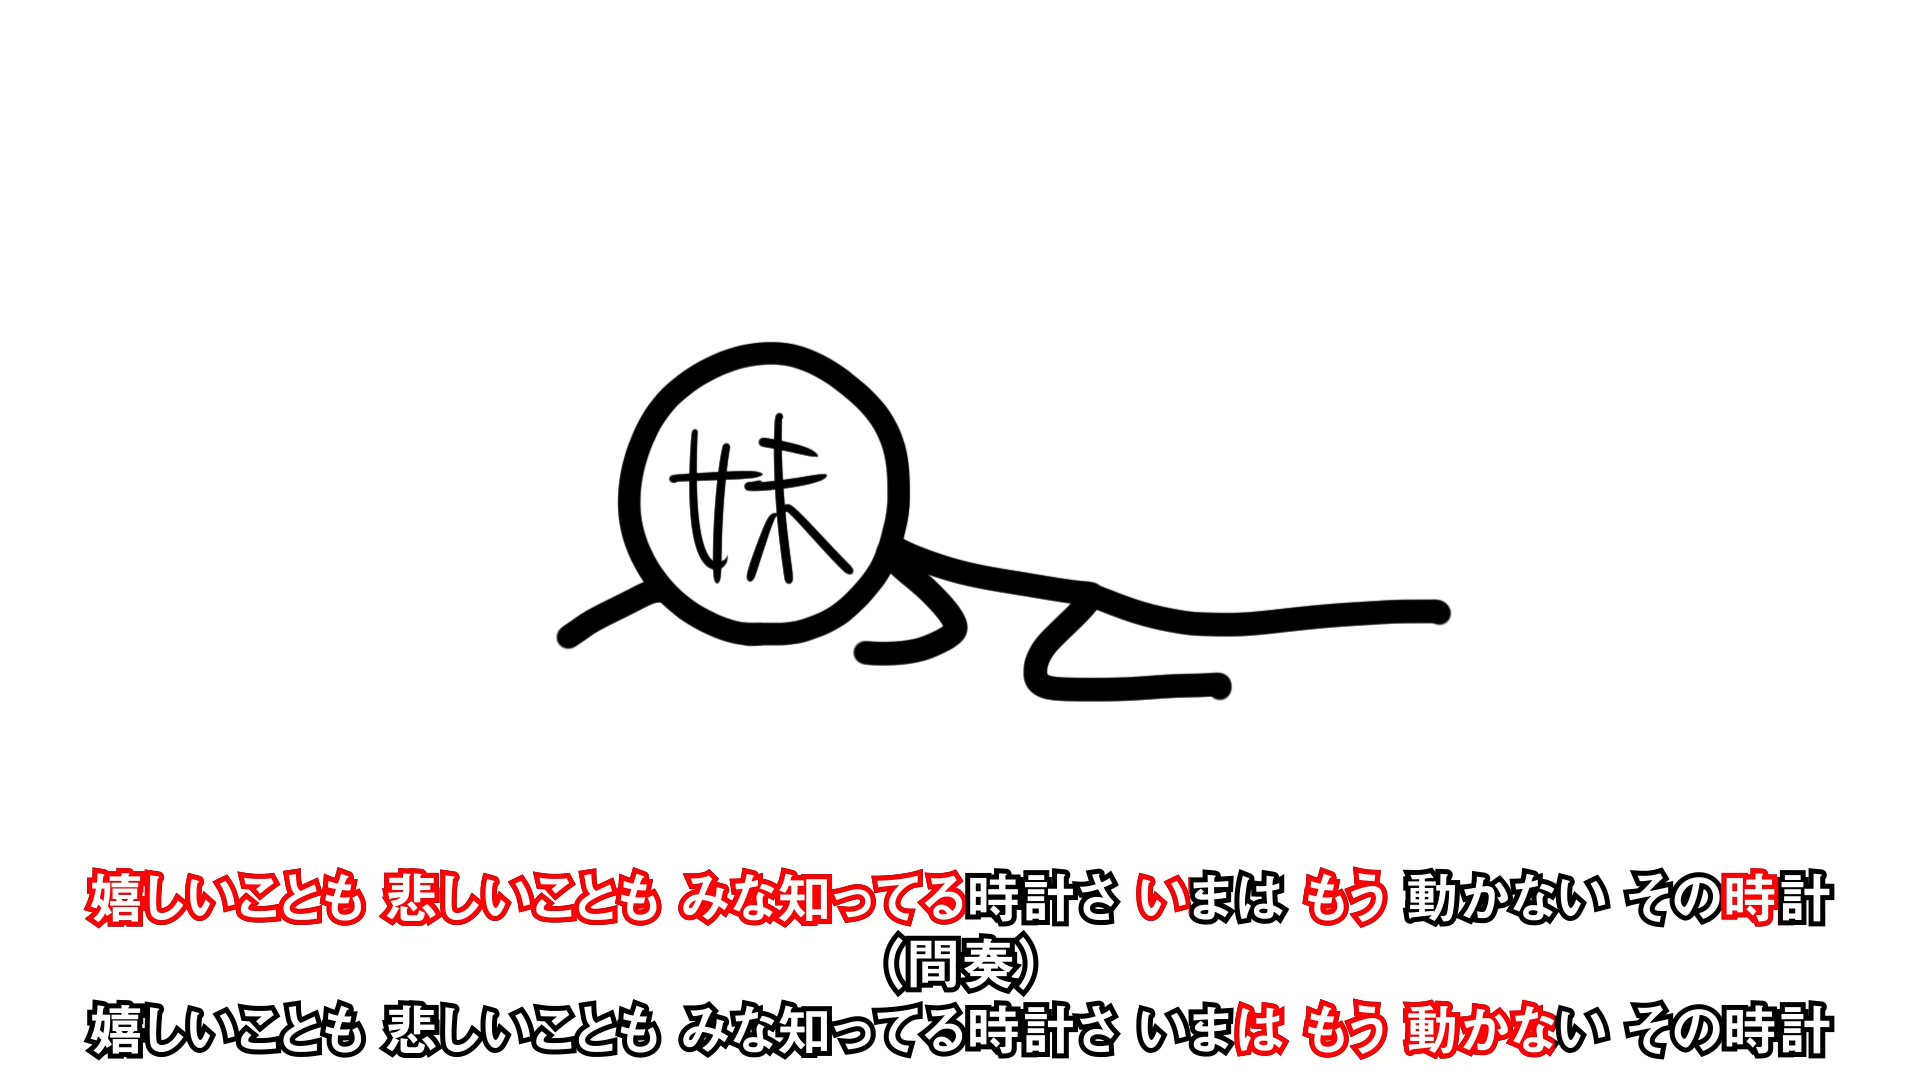 妹
嬉しいことも 悲しいことも みな知ってる時計さ いまは もう 動かない その時計
（間奏）
嬉しいことも 悲しいことも みな知ってる時計さ いまは もう 動かない その時計